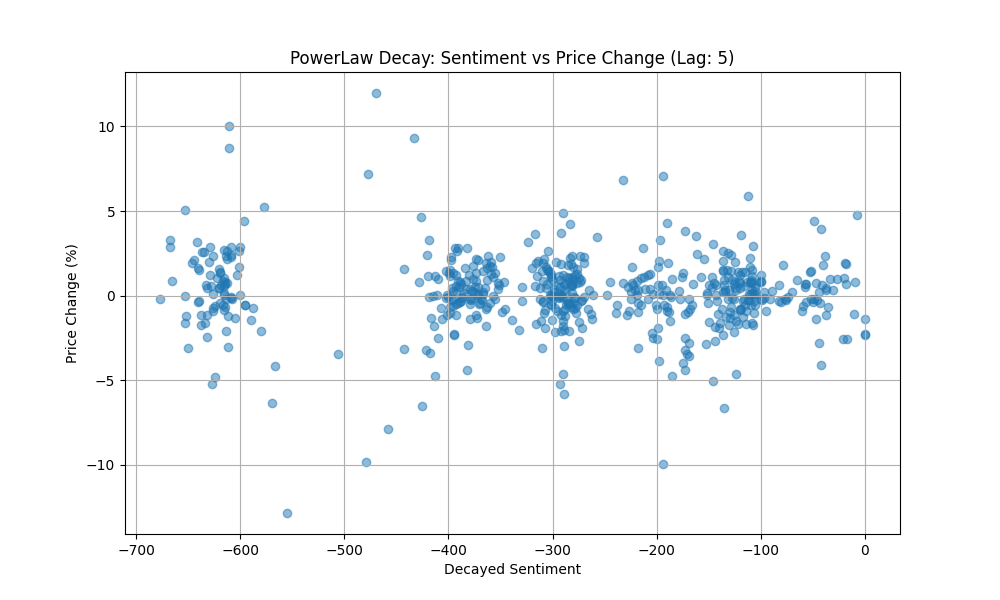 PowerLaw Decay: Sentiment vs Price Change (Lag: 5)
Price Change (%)
10
5
0
−5
−10
−700 −600 −500 −400 −300 −200 −100 0
Decayed Sentiment